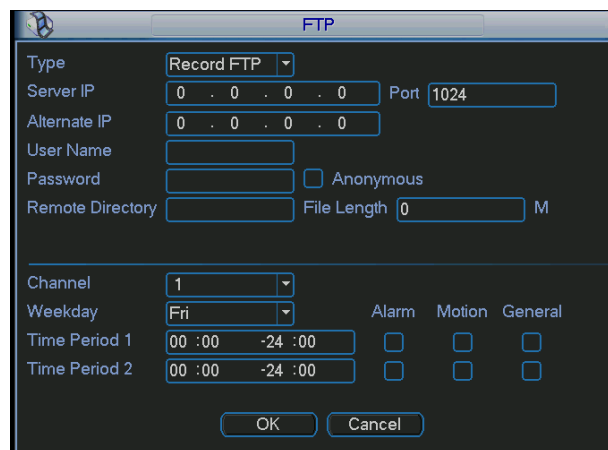 FTP
Type Record FTP
Server IP 0 . 0 . 0 . 0 Port 1024
Alternate IP 0 . 0 . 0 . 0
User Name
Password Anonymous
Remote Directory File Length 0 M
Channel 1
Weekday Fri Alarm Motion General
Time Period 1 00 :00 -24 :00
Time Period 2 00 :00 -24 :00
OK Cancel